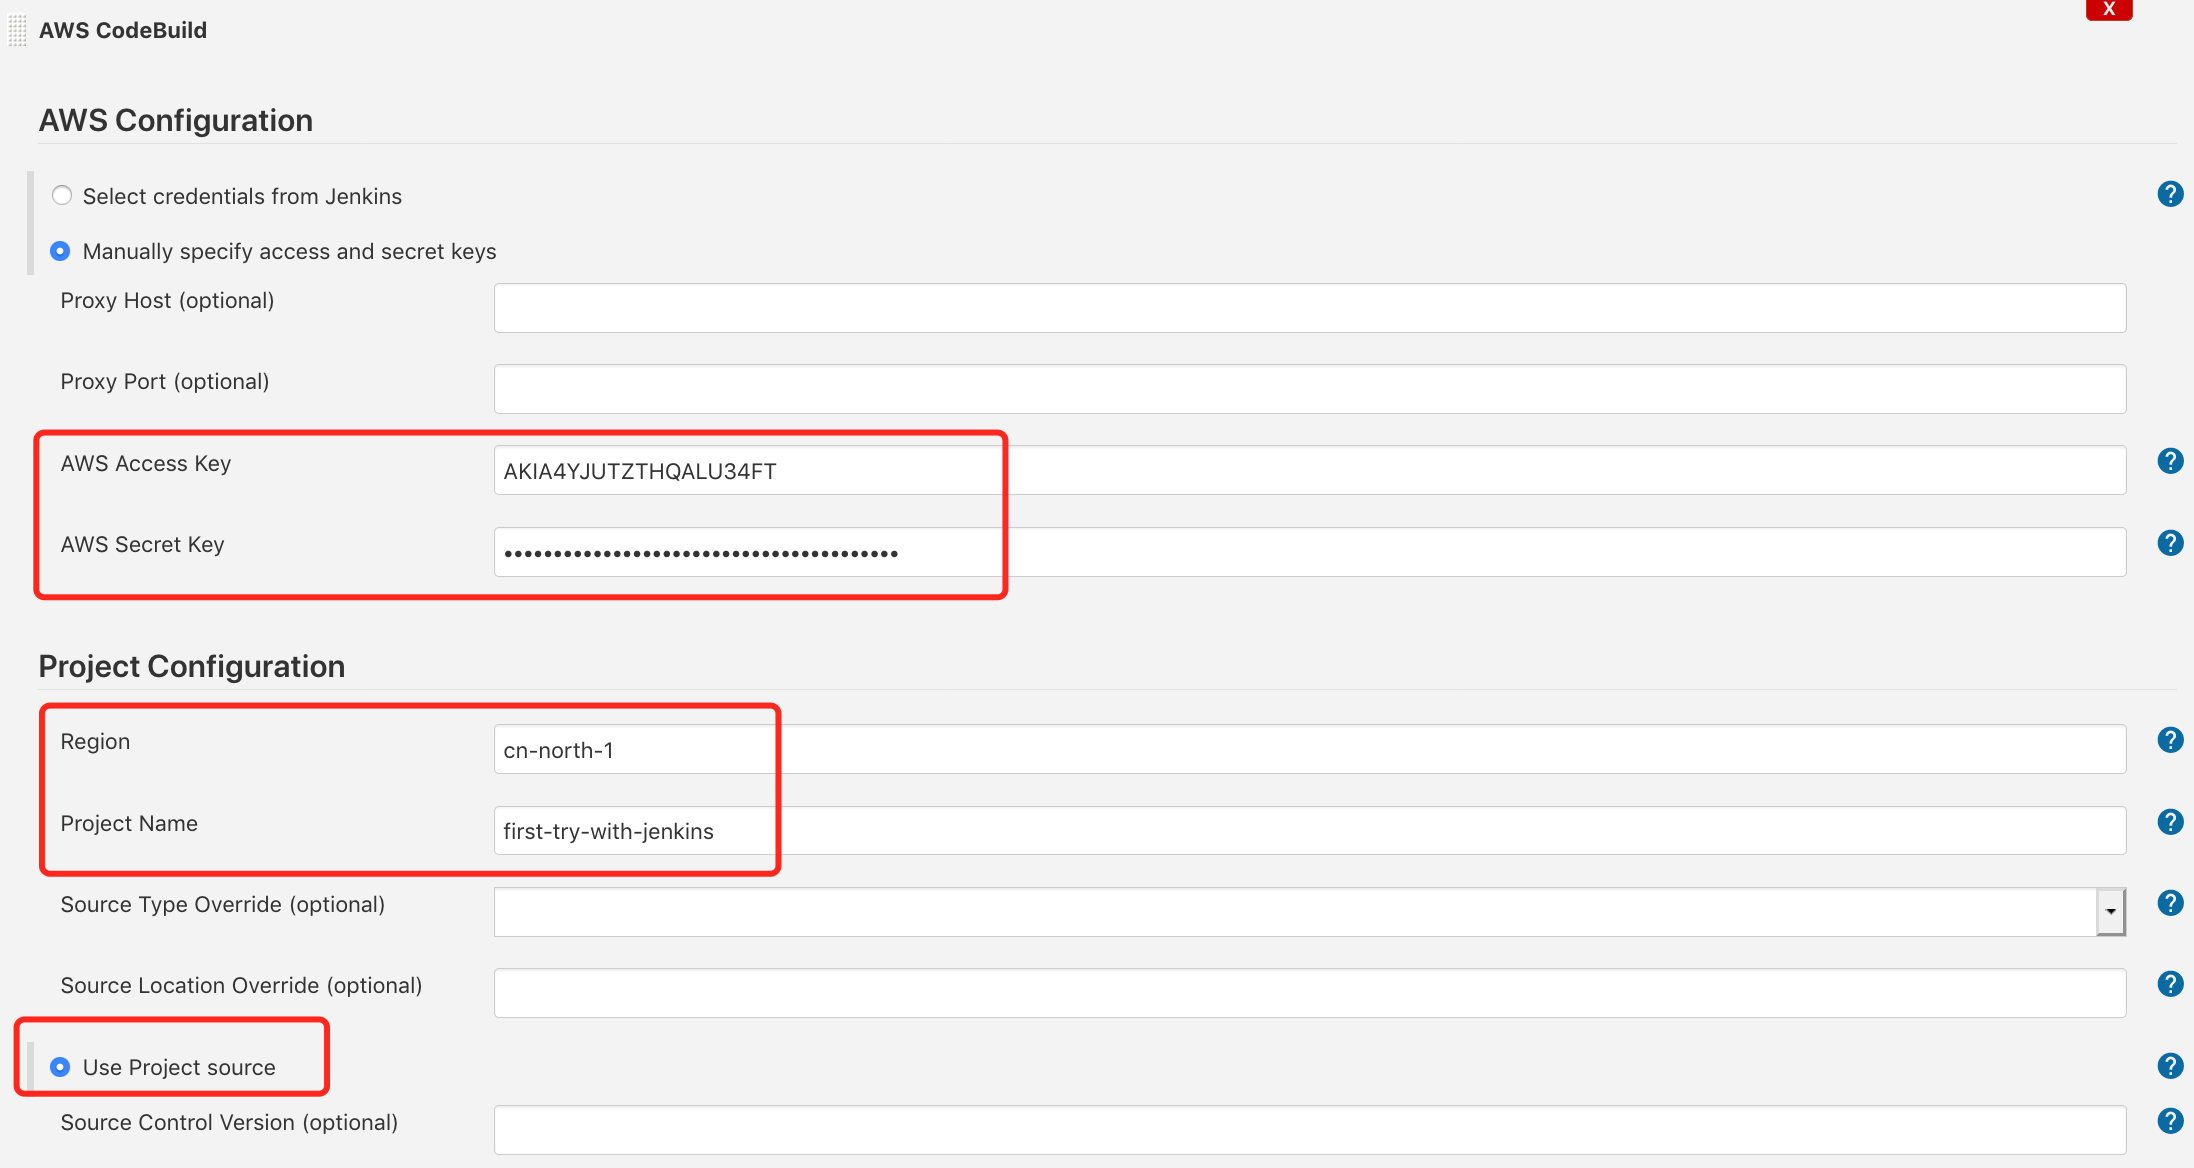 AWS CodeBuild
X
AWS Configuration
Select credentials from Jenkins
?
Manually specify access and secret keys
Proxy Host (optional)
Proxy Port (optional)
AWS Access Key
AKIA4YJUTZTHQALU34FT
?
AWS Secret Key
••••••••••••••••••••••••••••••••••••••••
?
Project Configuration
Region
cn-north-1
?
Project Name
first-try-with-jenkins
?
Source Type Override (optional)
?
Source Location Override (optional)
?
Use Project source
?
Source Control Version (optional)
?